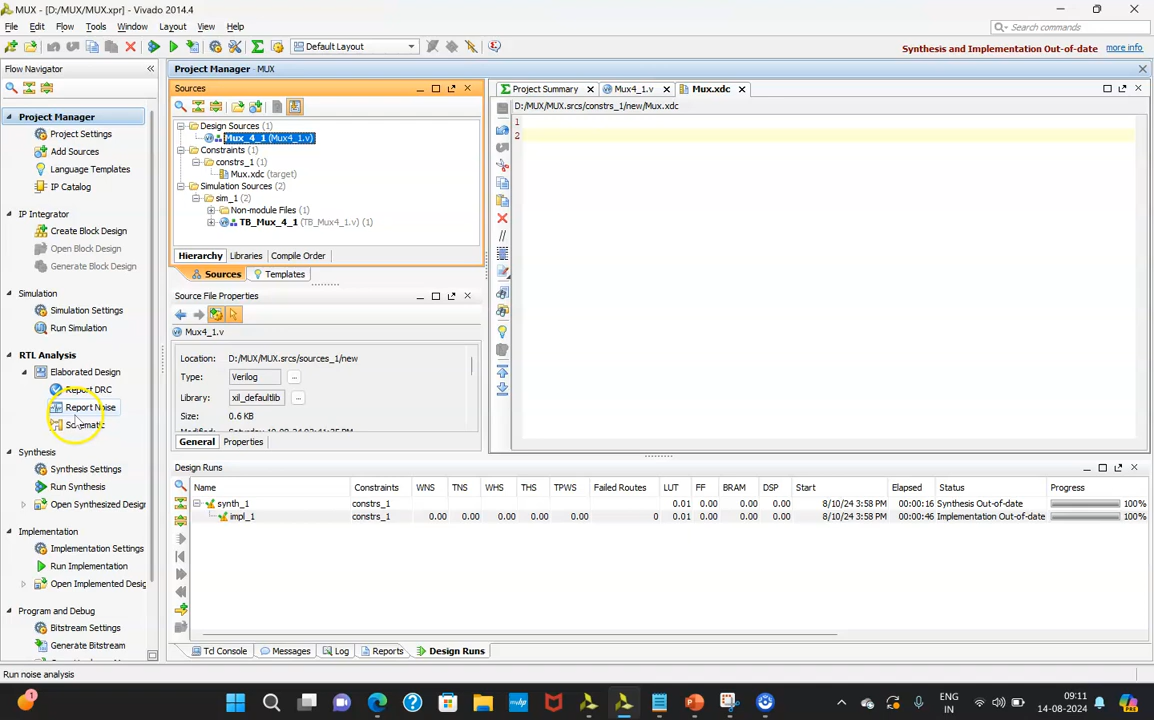 MUX - [D:/MUX/MUX.xpr] - Vivado 2014.1
File Edit Flow Tools Window Layout View Help
Search commands
Default Layout
Synthesis and Implementation Out-of-date more info
Flow Navigator
Project Manager
Project Settings
Add Sources
Language Templates
IP Catalog
IP Integrator
Create Block Design
Open Block Design
Generate Block Design
Simulation
Simulation Settings
Run Simulation
RTL Analysis
Elaborated Design
Report DRC
Report Noise
Schematic
Synthesis
Synthesis Settings
Run Synthesis
Open Synthesized Design
Implementation
Implementation Settings
Run Implementation
Open Implemented Desig
Program and Debug
Bitstream Settings
Generate Bitstream
Project Manager - MUX
Sources
Design Sources (1)
Mux_4_1 (Mux4_1.v)
Constraints (1)
constrs_1 (1)
Mux.xdc (target)
Simulation Sources (2)
sim_1 (2)
Non-module Files (1)
TB_Mux_4_1 (TB_Mux4_1.v) (1)
Hierarchy Libraries Compile Order
Sources Templates
Source File Properties
Mux4_1.v
Location: D:/MUX/MUX.srcs/sources_1/new
Type: Verilog ...
Library: xil_defaultlib ...
Size: 0.6 KB
General Properties
Project Summary Mux4_1.v Mux.xdc
D:/MUX/MUX.srcs/constrs_1/new/Mux.xdc
1
2
Design Runs
Name Constraints WNS TNS WHS THS TPWS Failed Routes LUT FF BRAM DSP Start Elapsed Status Progress
synth_1 constrs_1 0.01 0.00 0.00 0.00 8/10/24 3:58 PM 00:00:16 Synthesis Out-of-date 100%
impl_1 constrs_1 0.00 0.00 0.00 0.00 0.00 0 0.01 0.00 0.00 0.00 8/10/24 3:58 PM 00:00:46 Implementation Out-of-date 100%
Tcl Console Messages Log Reports Design Runs
Run noise analysis
1
ENG
IN
09:11
14-08-2024